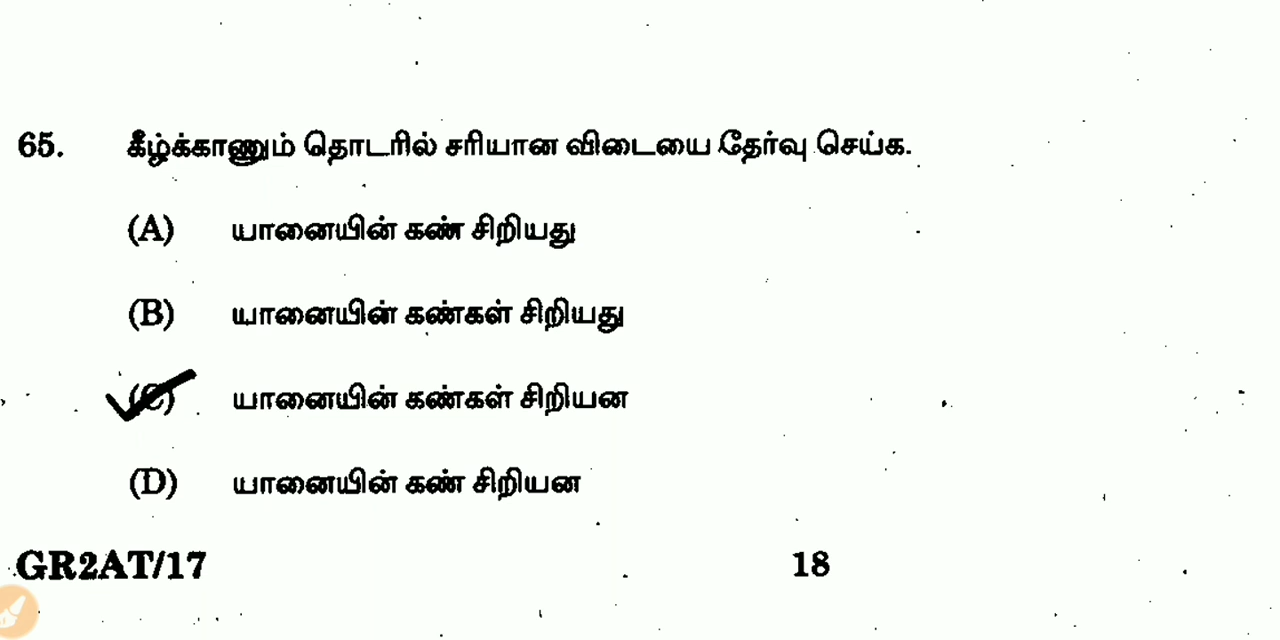 65. கீழ்க்காணும் தொடரில் சரியான விடையை தேர்வு செய்க.
(A) யானையின் கண் சிறியது
(B) யானையின் கண்கள் சிறியது
(C) யானையின் கண்கள் சிறியன
(D) யானையின் கண் சிறியன
GR2AT/17 18